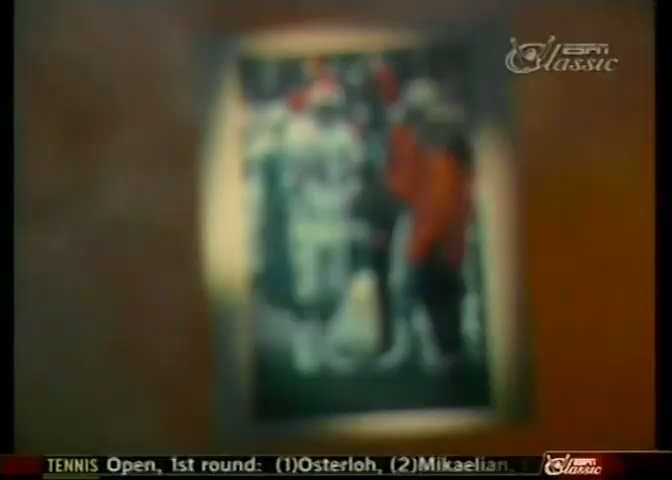 ESPN
Classic
TENNIS Open, 1st round: (1)Osterloh, (2)Mikaelian,
ESPN
Classic